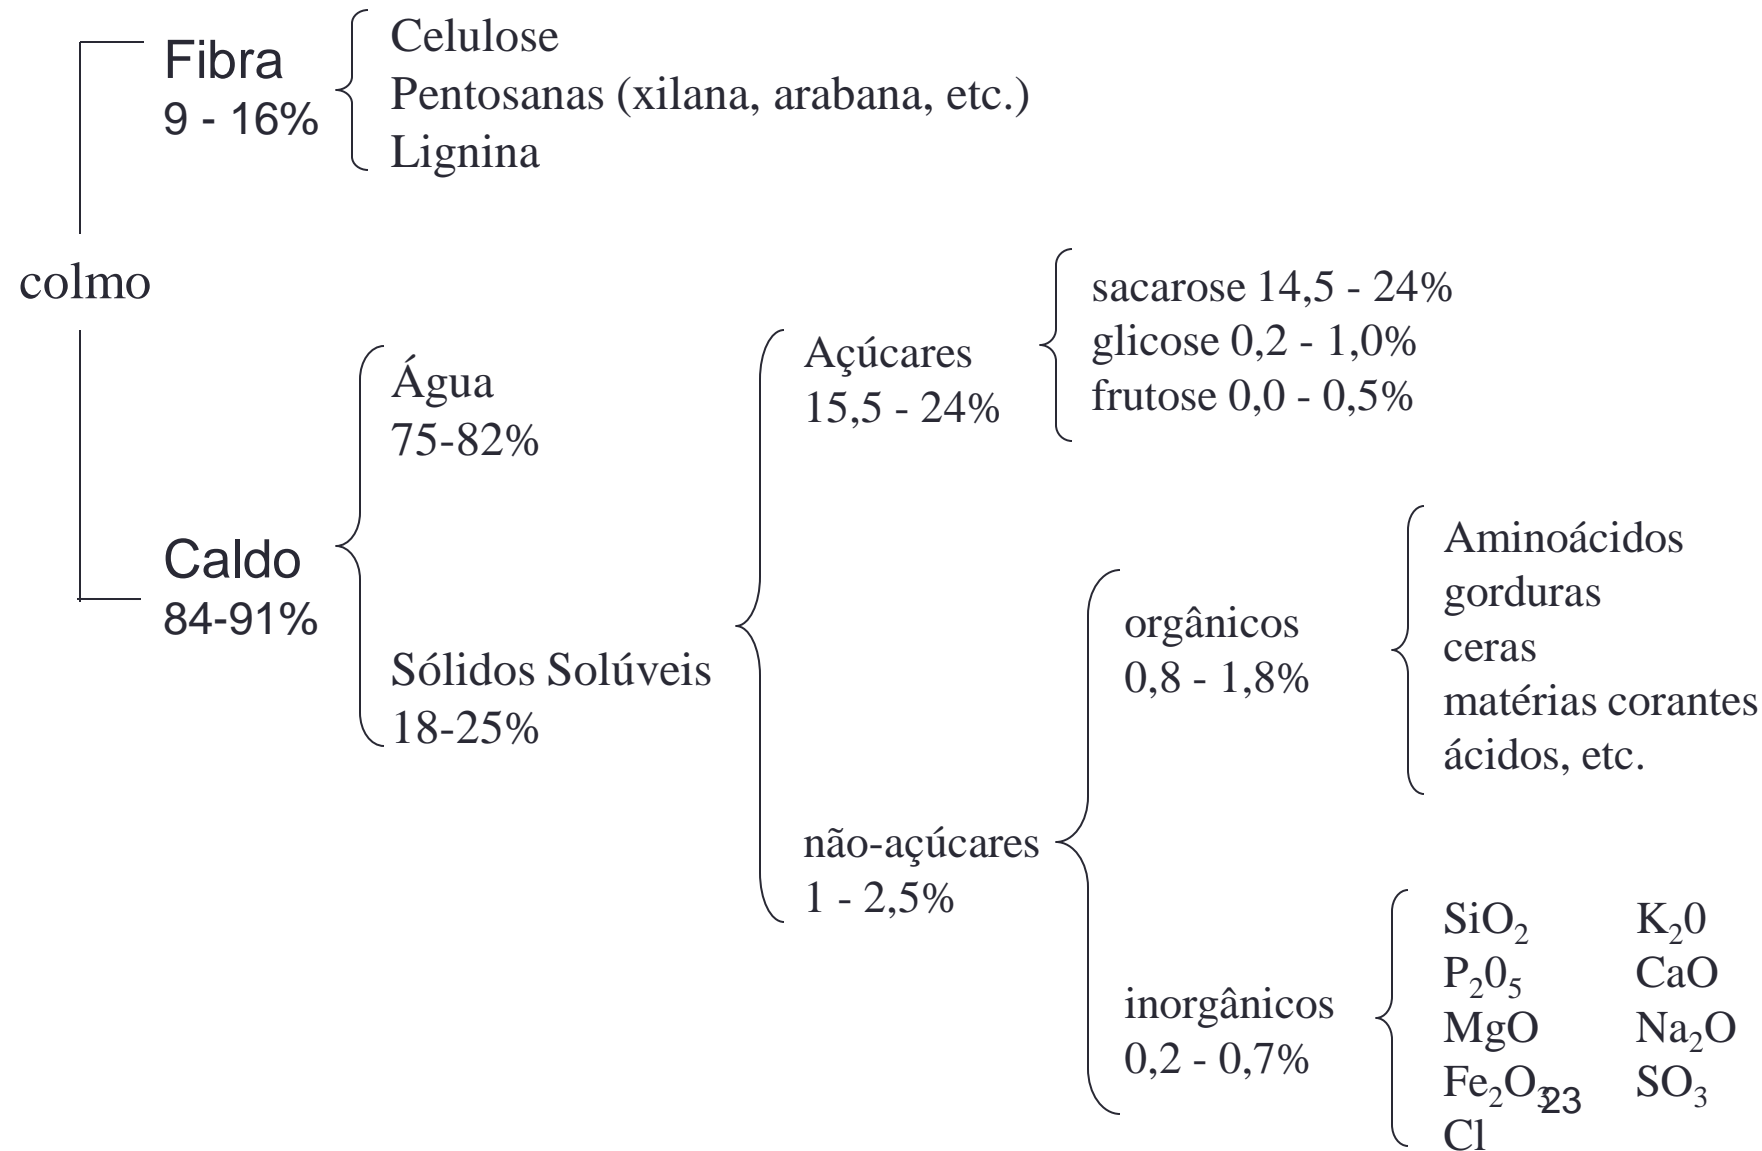 Fibra
9 - 16%
Celulose
Pentosanas (xilana, arabana, etc.)
Lignina
colmo
Caldo
84-91%
Água
75-82%
Sólidos Solúveis
18-25%
Açúcares
15,5 - 24%
sacarose 14,5 - 24%
glicose 0,2 - 1,0%
frutose 0,0 - 0,5%
não-açúcares
1 - 2,5%
orgânicos
0,8 - 1,8%
Aminoácidos
gorduras
ceras
matérias corantes
ácidos, etc.
inorgânicos
0,2 - 0,7%
SiO₂ K₂0
P₂0₅ CaO
MgO Na₂O
Fe₂O₃ SO₃
Cl
23